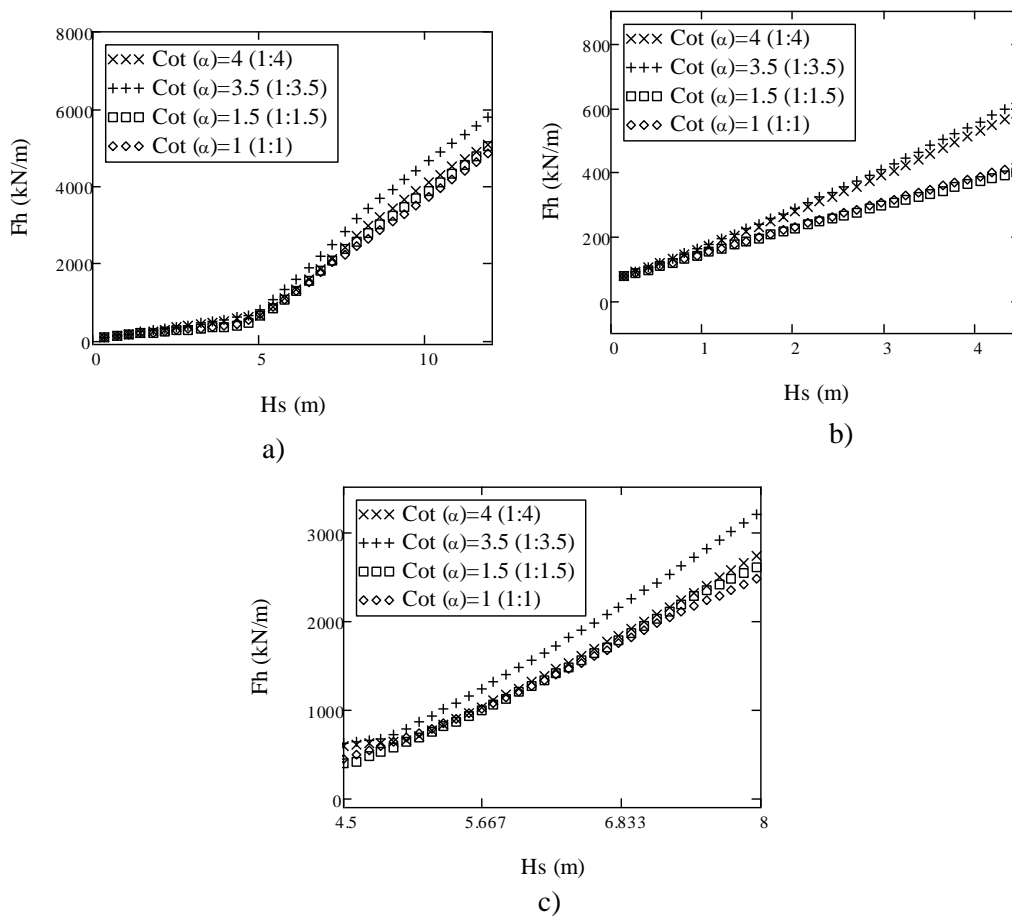 8000
6000
4000
2000
0
Fh (kN/m)
Cot (α)=4 (1:4)
Cot (α)=3.5 (1:3.5)
Cot (α)=1.5 (1:1.5)
Cot (α)=1 (1:1)
0
5
10
Hs (m)
a)
800
600
400
200
0
Fh (kN/m)
Cot (α)=4 (1:4)
Cot (α)=3.5 (1:3.5)
Cot (α)=1.5 (1:1.5)
Cot (α)=1 (1:1)
0
1
2
3
4
Hs (m)
b)
3000
2000
1000
0
Fh (kN/m)
Cot (α)=4 (1:4)
Cot (α)=3.5 (1:3.5)
Cot (α)=1.5 (1:1.5)
Cot (α)=1 (1:1)
4.5
5.667
6.833
8
Hs (m)
c)